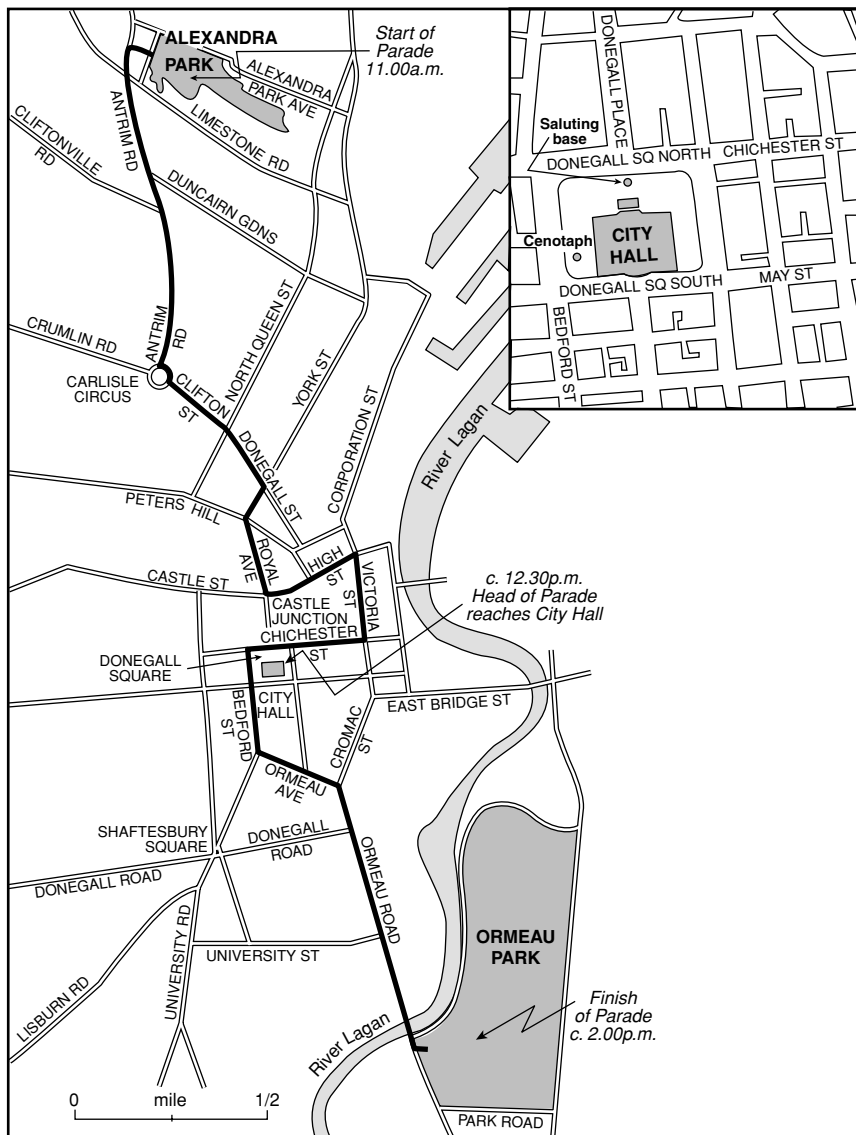 ALEXANDRA
PARK
Start of
Parade
11.00a.m.
ALEXANDRA
PARK AVE
ANTRIM RD
LIMESTONE RD
CLIFTONVILLE
RD
DUNCAIRN GDNS
NORTH QUEEN ST
ANTRIM
RD
CRUMLIN RD
CARLISLE
CIRCUS
CLIFTON
ST
YORK ST
CORPORATION ST
DONEGALL ST
PETERS HILL
ROYAL
AVE
HIGH
ST
VICTORIA
ST
CASTLE ST
CASTLE
JUNCTION
CHICHESTER
ST
DONEGALL
SQUARE
CITY
HALL
BEDFORD
ST
c. 12.30p.m.
Head of Parade
reaches City Hall
EAST BRIDGE ST
CROMAC
ST
ORMEAU
AVE
SHAFTESBURY
SQUARE
DONEGALL
ROAD
DONEGALL ROAD
ORMEAU ROAD
UNIVERSITY RD
UNIVERSITY ST
LISBURN RD
ORMEAU
PARK
Finish
of Parade
c. 2.00p.m.
River Lagan
River Lagan
PARK ROAD
0 mile 1/2
DONEGALL PLACE
Saluting
base
DONEGALL SQ NORTH
CHICHESTER ST
Cenotaph
CITY
HALL
DONEGALL SQ SOUTH
MAY ST
BEDFORD ST